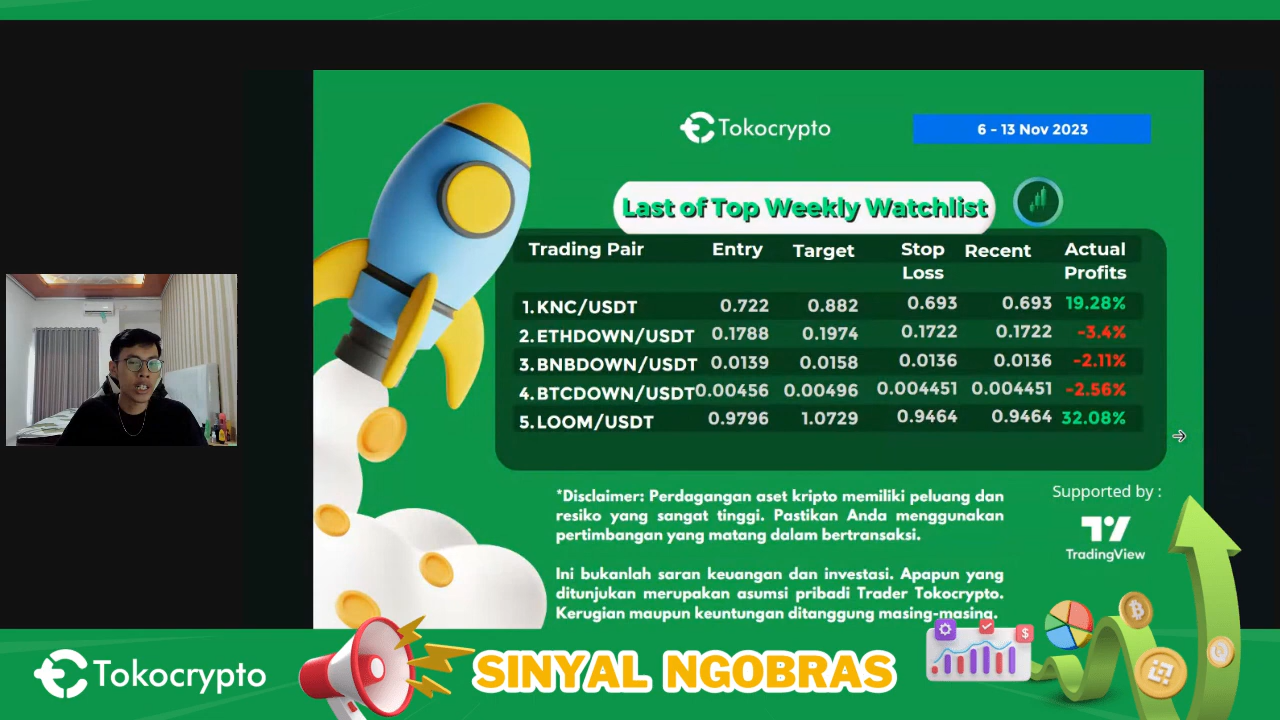 Tokocrypto
6 - 13 Nov 2023
Last of Top Weekly Watchlist
Trading Pair Entry Target Stop Loss Recent Actual Profits
1. KNC/USDT 0.722 0.882 0.693 0.693 19.28%
2. ETHDOWN/USDT 0.1788 0.1974 0.1722 0.1722 -3.4%
3. BNBDOWN/USDT 0.0139 0.0158 0.0136 0.0136 -2.11%
4. BTCDOWN/USDT 0.00456 0.00496 0.004451 0.004451 -2.56%
5. LOOM/USDT 0.9796 1.0729 0.9464 0.9464 32.08%
*Disclaimer: Perdagangan aset kripto memiliki peluang dan
resiko yang sangat tinggi. Pastikan Anda menggunakan
pertimbangan yang matang dalam bertransaksi.
Ini bukanlah saran keuangan dan investasi. Apapun yang
ditunjukan merupakan asumsi pribadi Trader Tokocrypto.
Kerugian maupun keuntungan ditanggung masing-masing.
Supported by :
TradingView
Tokocrypto
SINYAL NGOBRAS